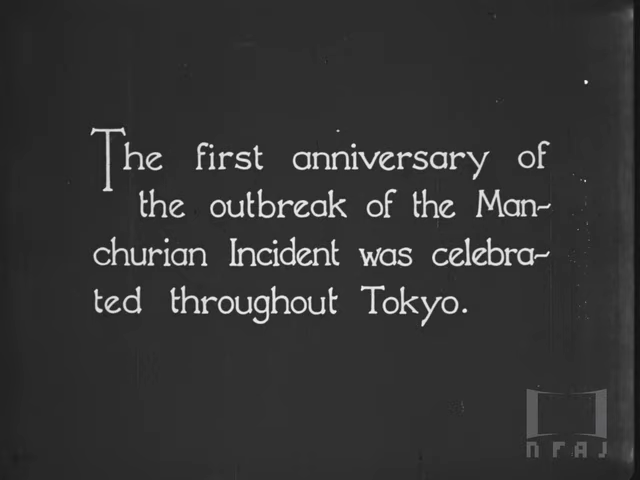 The first anniversary of
the outbreak of the Man-
churian Incident was celebra-
ted throughout Tokyo.
NFAJ